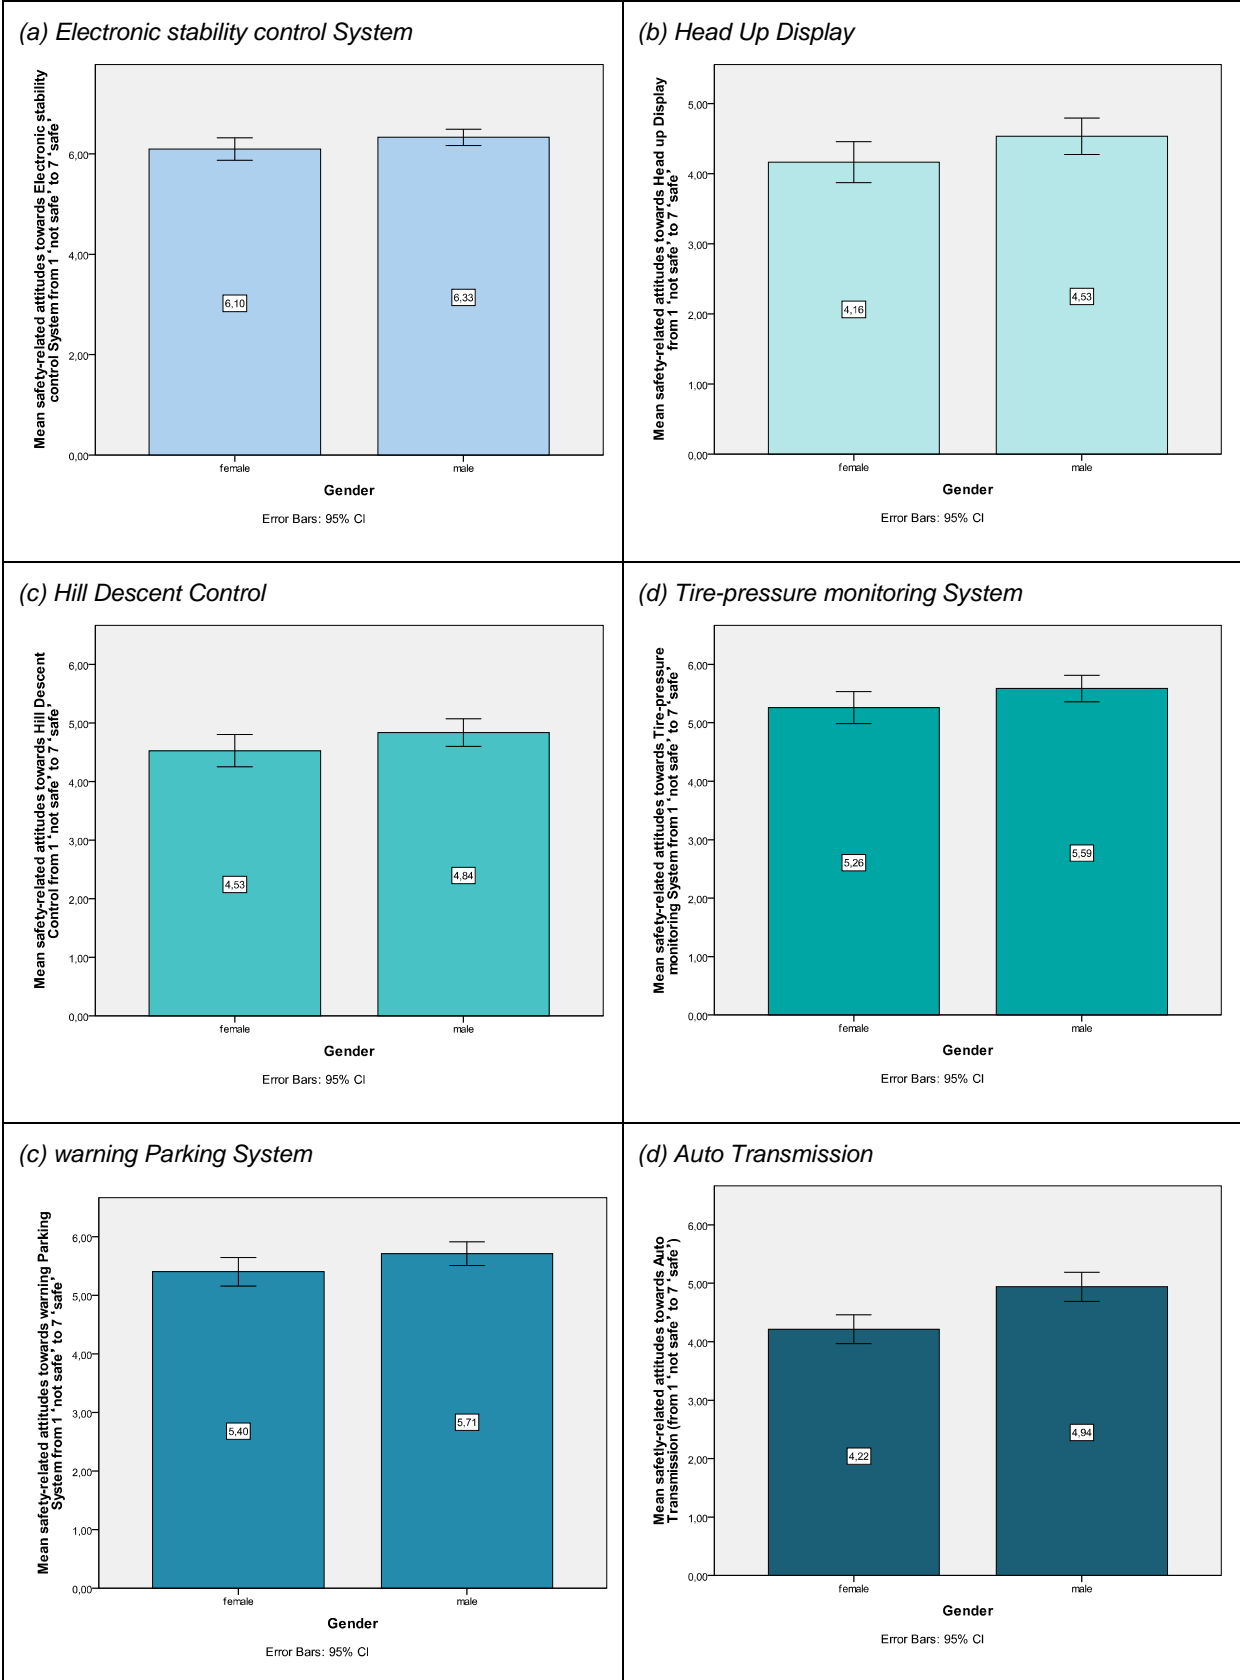 (a) Electronic stability control System
Mean safety-related attitudes towards Electronic stability
control System from 1 ‘not safe’ to 7 ‘safe’
6,00
4,00
2,00
0,00
6,10
6,33
female
male
Gender
Error Bars: 95% CI
(b) Head Up Display
Mean safety-related attitudes towards Head up Display
from 1 ‘not safe’ to 7 ‘safe’
5,00
4,00
3,00
2,00
1,00
0,00
4,16
4,53
female
male
Gender
Error Bars: 95% CI
(c) Hill Descent Control
Mean safety-related attitudes towards Hill Descent
Control from 1 ‘not safe’ to 7 ‘safe’
6,00
5,00
4,00
3,00
2,00
1,00
0,00
4,53
4,84
female
male
Gender
Error Bars: 95% CI
(d) Tire-pressure monitoring System
Mean safety-related attitudes towards Tire-pressure
monitoring System from 1 ‘not safe’ to 7 ‘safe’
6,00
5,00
4,00
3,00
2,00
1,00
0,00
5,26
5,59
female
male
Gender
Error Bars: 95% CI
(c) warning Parking System
Mean safety-related attitudes towards warning Parking
System from 1 ‘not safe’ to 7 ‘safe’
6,00
5,00
4,00
3,00
2,00
1,00
0,00
5,40
5,71
female
male
Gender
Error Bars: 95% CI
(d) Auto Transmission
Mean safetly-related attitudes towards Auto
Transmission (from 1 ‘not safe’ to 7 ‘safe’)
6,00
5,00
4,00
3,00
2,00
1,00
0,00
4,22
4,94
female
male
Gender
Error Bars: 95% CI